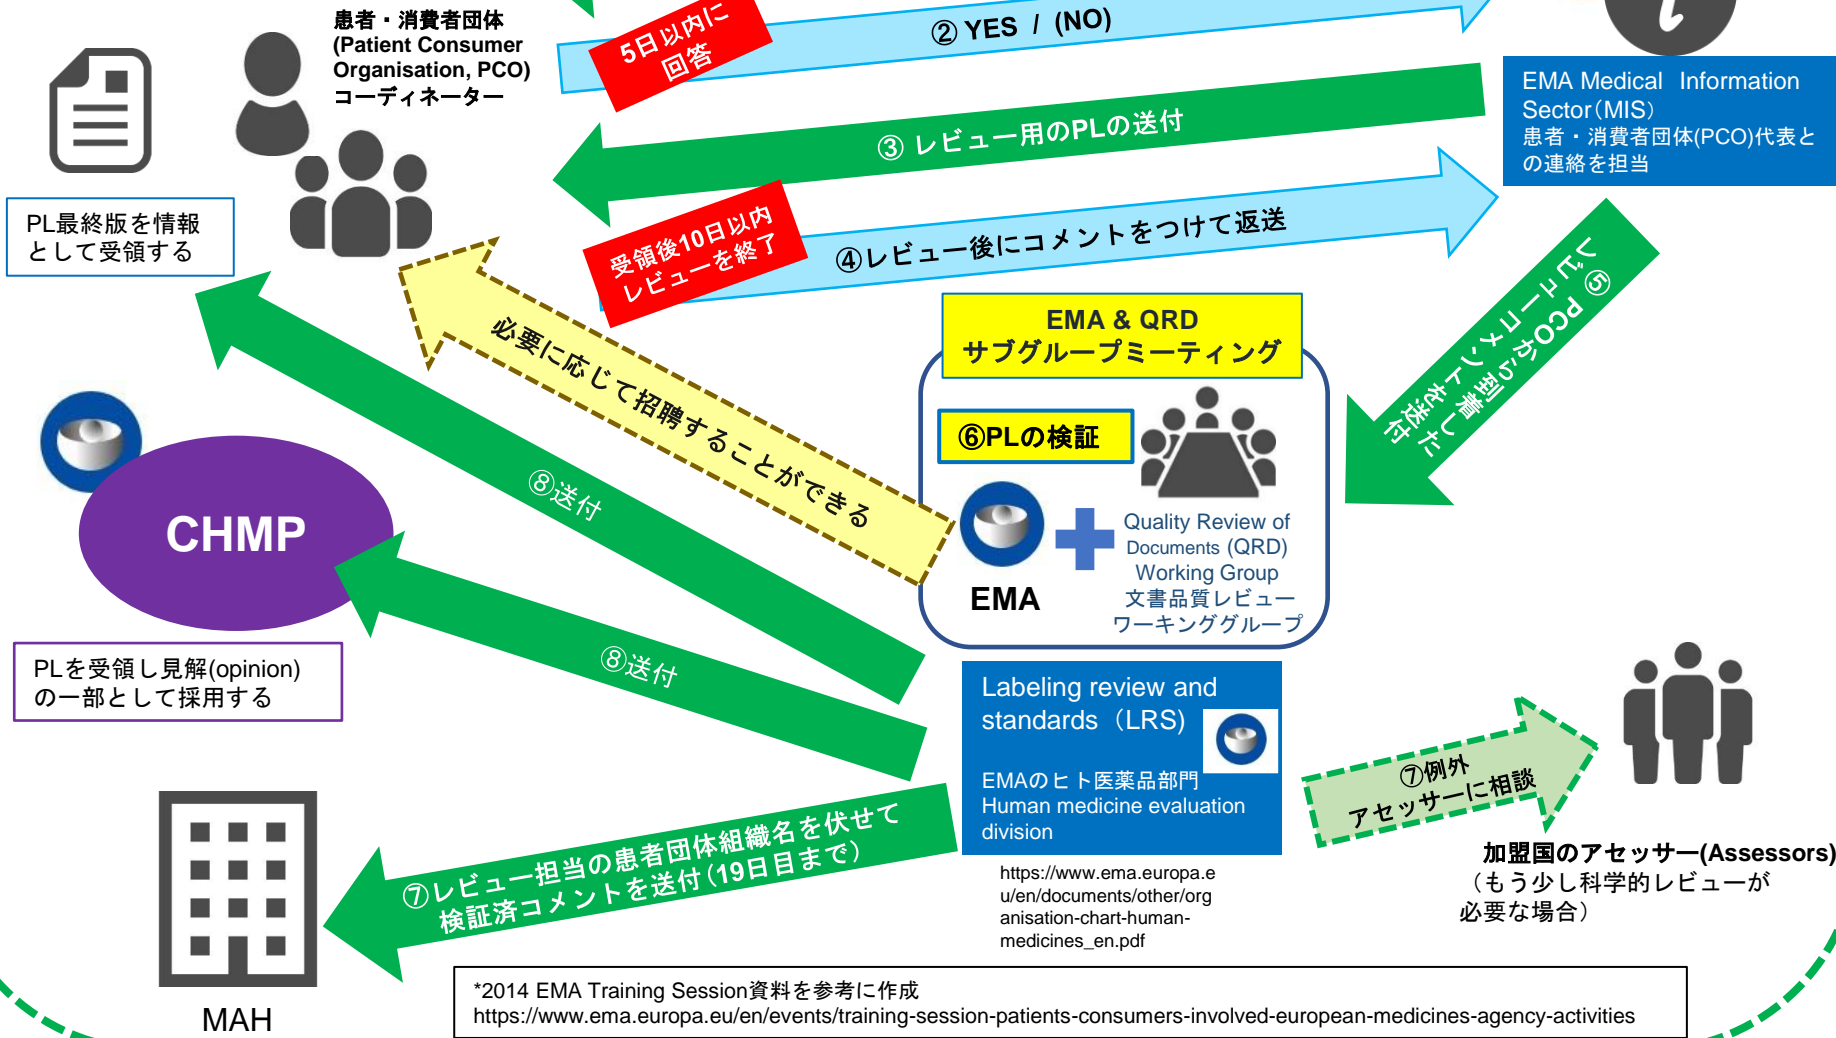 患者・消費者団体
(Patient Consumer
Organisation, PCO)
コーディネーター
5日以内に
回答
② YES / (NO)
EMA Medical Information
Sector(MIS)
患者・消費者団体(PCO)代表と
の連絡を担当
③ レビュー用のPLの送付
PL最終版を情報
として受領する
受領後10日以内
レビューを終了
④レビュー後にコメントをつけて返送
⑤PCOから到着した
レビューコメントを送付
必要に応じて招聘することができる
EMA & QRD
サブグループミーティング
⑥PLの検証
EMA
Quality Review of
Documents (QRD)
Working Group
文書品質レビュー
ワーキンググループ
CHMP
⑧送付
PLを受領し見解(opinion)
の一部として採用する
⑧送付
Labeling review and
standards（LRS)
EMAのヒト医薬品部門
Human medicine evaluation
division
https://www.ema.europa.e
u/en/documents/other/org
anisation-chart-human-
medicines_en.pdf
⑦例外
アセッサーに相談
加盟国のアセッサー(Assessors)
（もう少し科学的レビューが
必要な場合）
⑦レビュー担当の患者団体組織名を伏せて
検証済コメントを送付(19日目まで)
MAH
*2014 EMA Training Session資料を参考に作成
https://www.ema.europa.eu/en/events/training-session-patients-consumers-involved-european-medicines-agency-activities